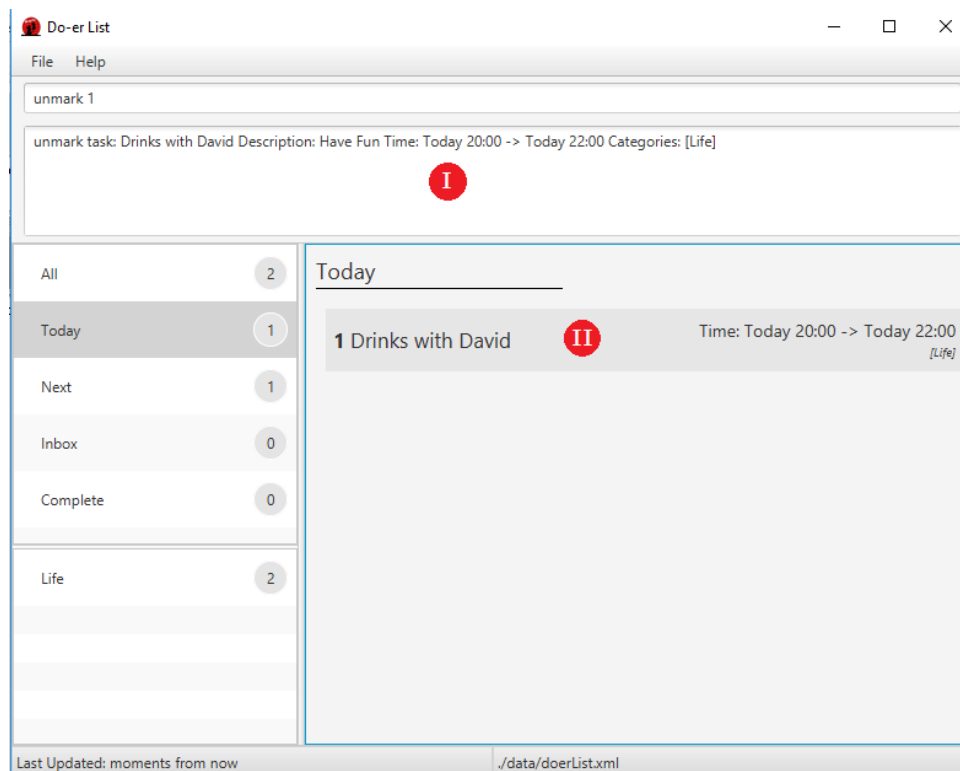 Do-er List
File Help
unmark 1
unmark task: Drinks with David Description: Have Fun Time: Today 20:00 -> Today 22:00 Categories: [Life]
I
All 2
Today 1
Next 1
Inbox 0
Complete 0
Life 2
Today
1 Drinks with David II Time: Today 20:00 -> Today 22:00
[Life]
Last Updated: moments from now ./data/doerList.xml